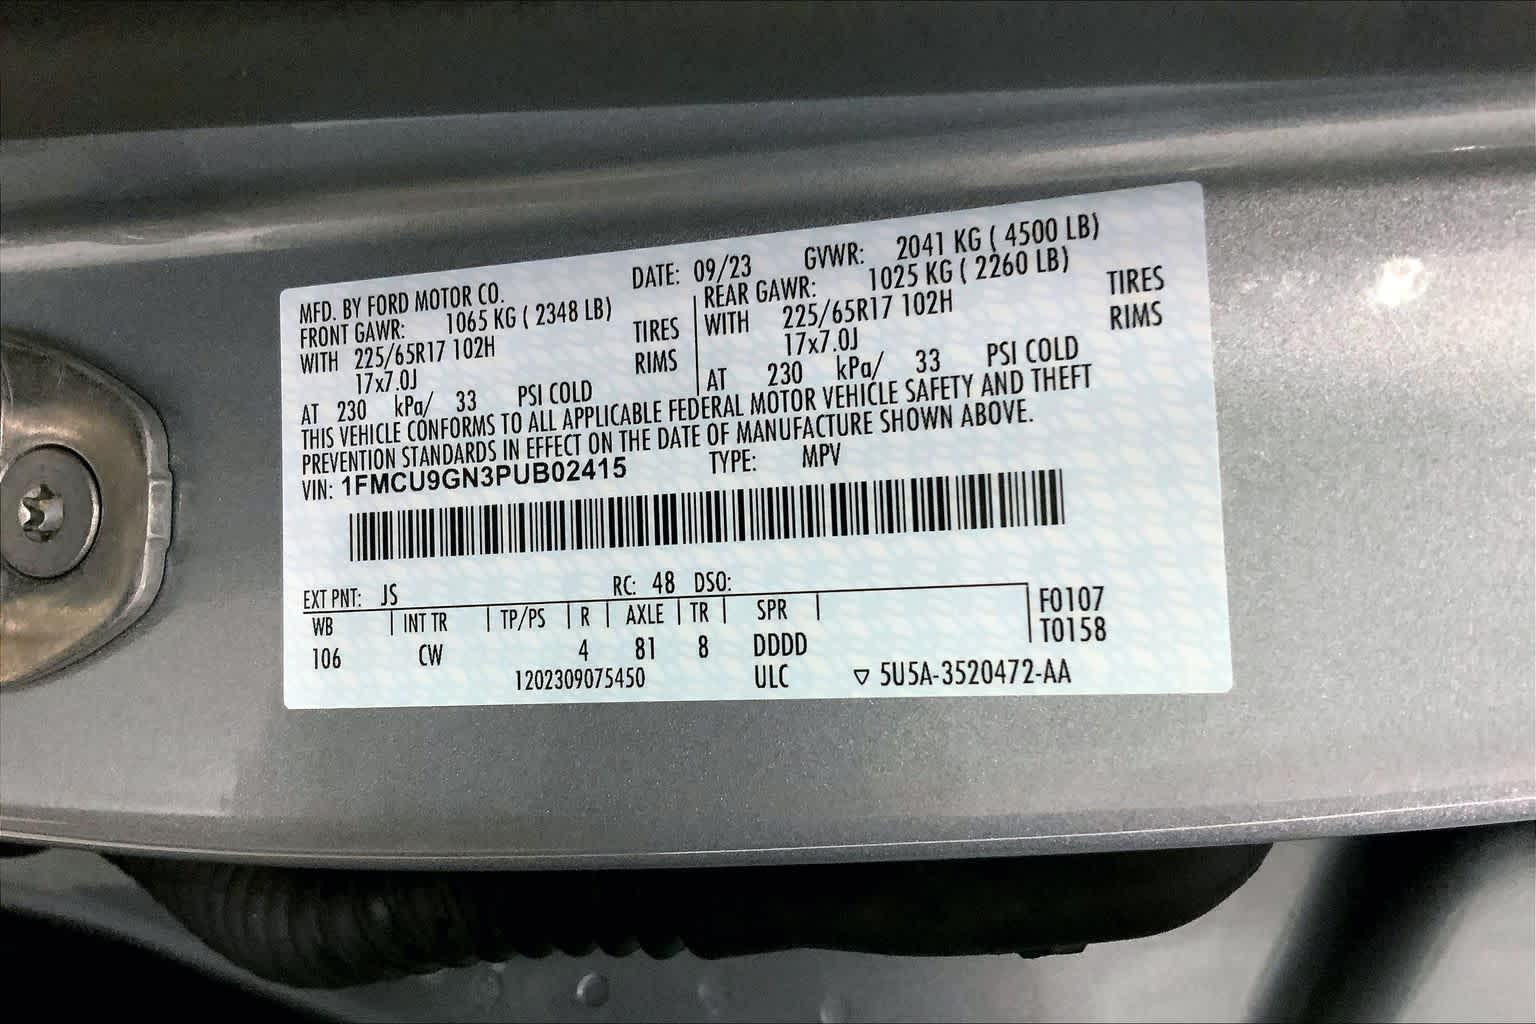 MFD. BY FORD MOTOR CO. DATE: 09/23 GVWR: 2041 KG ( 4500 LB)
FRONT GAWR: 1065 KG ( 2348 LB) REAR GAWR: 1025 KG ( 2260 LB)
WITH 225/65R17 102H TIRES WITH 225/65R17 102H TIRES
17x7.0J RIMS 17x7.0J RIMS
AT 230 kPa/ 33 PSI COLD AT 230 kPa/ 33 PSI COLD
THIS VEHICLE CONFORMS TO ALL APPLICABLE FEDERAL MOTOR VEHICLE SAFETY AND THEFT
PREVENTION STANDARDS IN EFFECT ON THE DATE OF MANUFACTURE SHOWN ABOVE.
VIN: 1FMCU9GN3PUB02415 TYPE: MPV
EXT PNT: JS RC: 48 DSO:
WB INT TR TP/PS R AXLE TR SPR F0107
106 CW 4 81 8 DDDD T0158
1202309075450 ULC ▽ 5U5A-3520472-AA